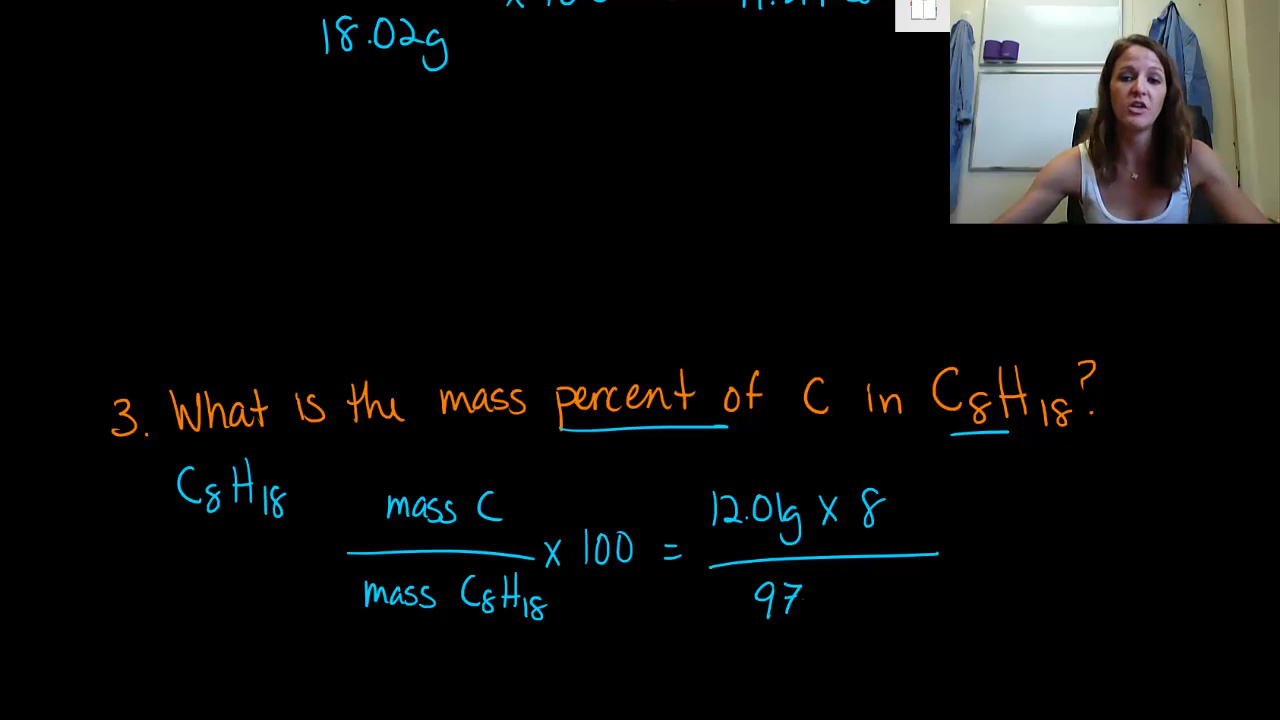 18.02g
3. What is the mass percent of C in C₈H₁₈?
C₈H₁₈
mass C
mass C₈H₁₈
x 100 =
12.01g x 8
97